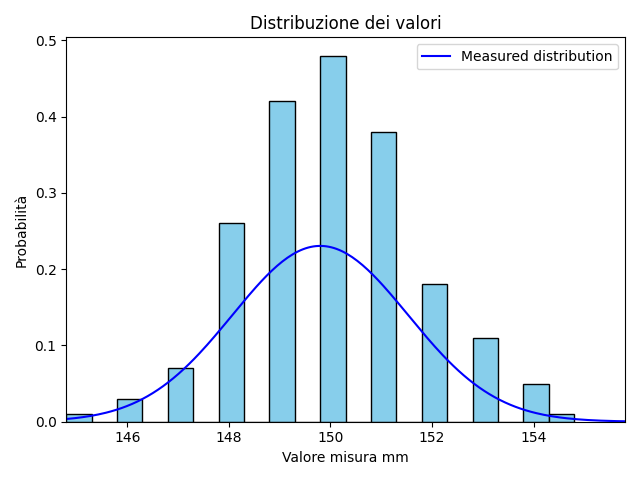 Distribuzione dei valori
Measured distribution
0.5
0.4
0.3
0.2
0.1
0.0
Probabilità
146 148 150 152 154
Valore misura mm